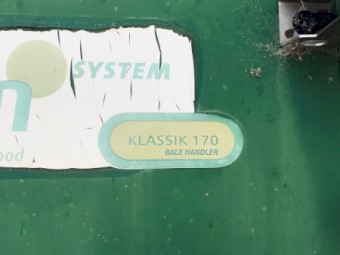 SYSTEM
n
ood
KLASSIK 170
BALE HANDLER